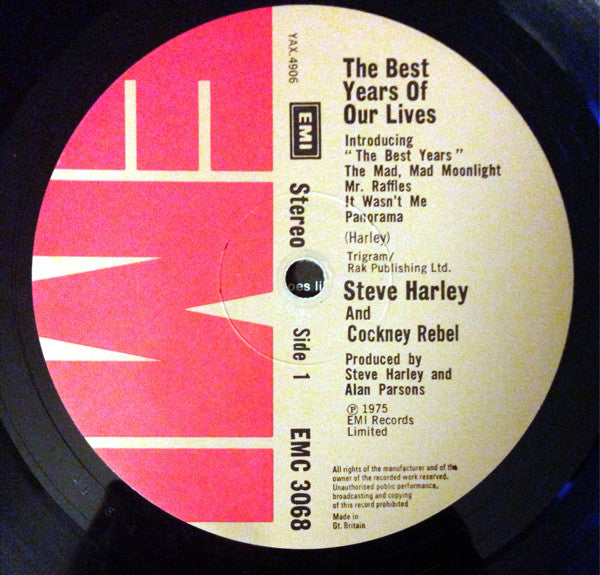 The Best
Years Of
Our Lives
Introducing
"The Best Years"
The Mad, Mad Moonlight
Mr. Raffles
It Wasn't Me
Panorama
(Harley)
Trigram/
Rak Publishing Ltd.
Steve Harley
And
Cockney Rebel
Produced by
Steve Harley and
Alan Parsons
Ⓟ 1975
EMI Records
Limited
All rights of the manufacturer and of the
owner of the recorded work reserved.
Unauthorised public performance,
broadcasting and copying
of this record prohibited
Made in
Gt. Britain
YAX.4906
EMI
Stereo
Side 1
EMC 3068
EMI